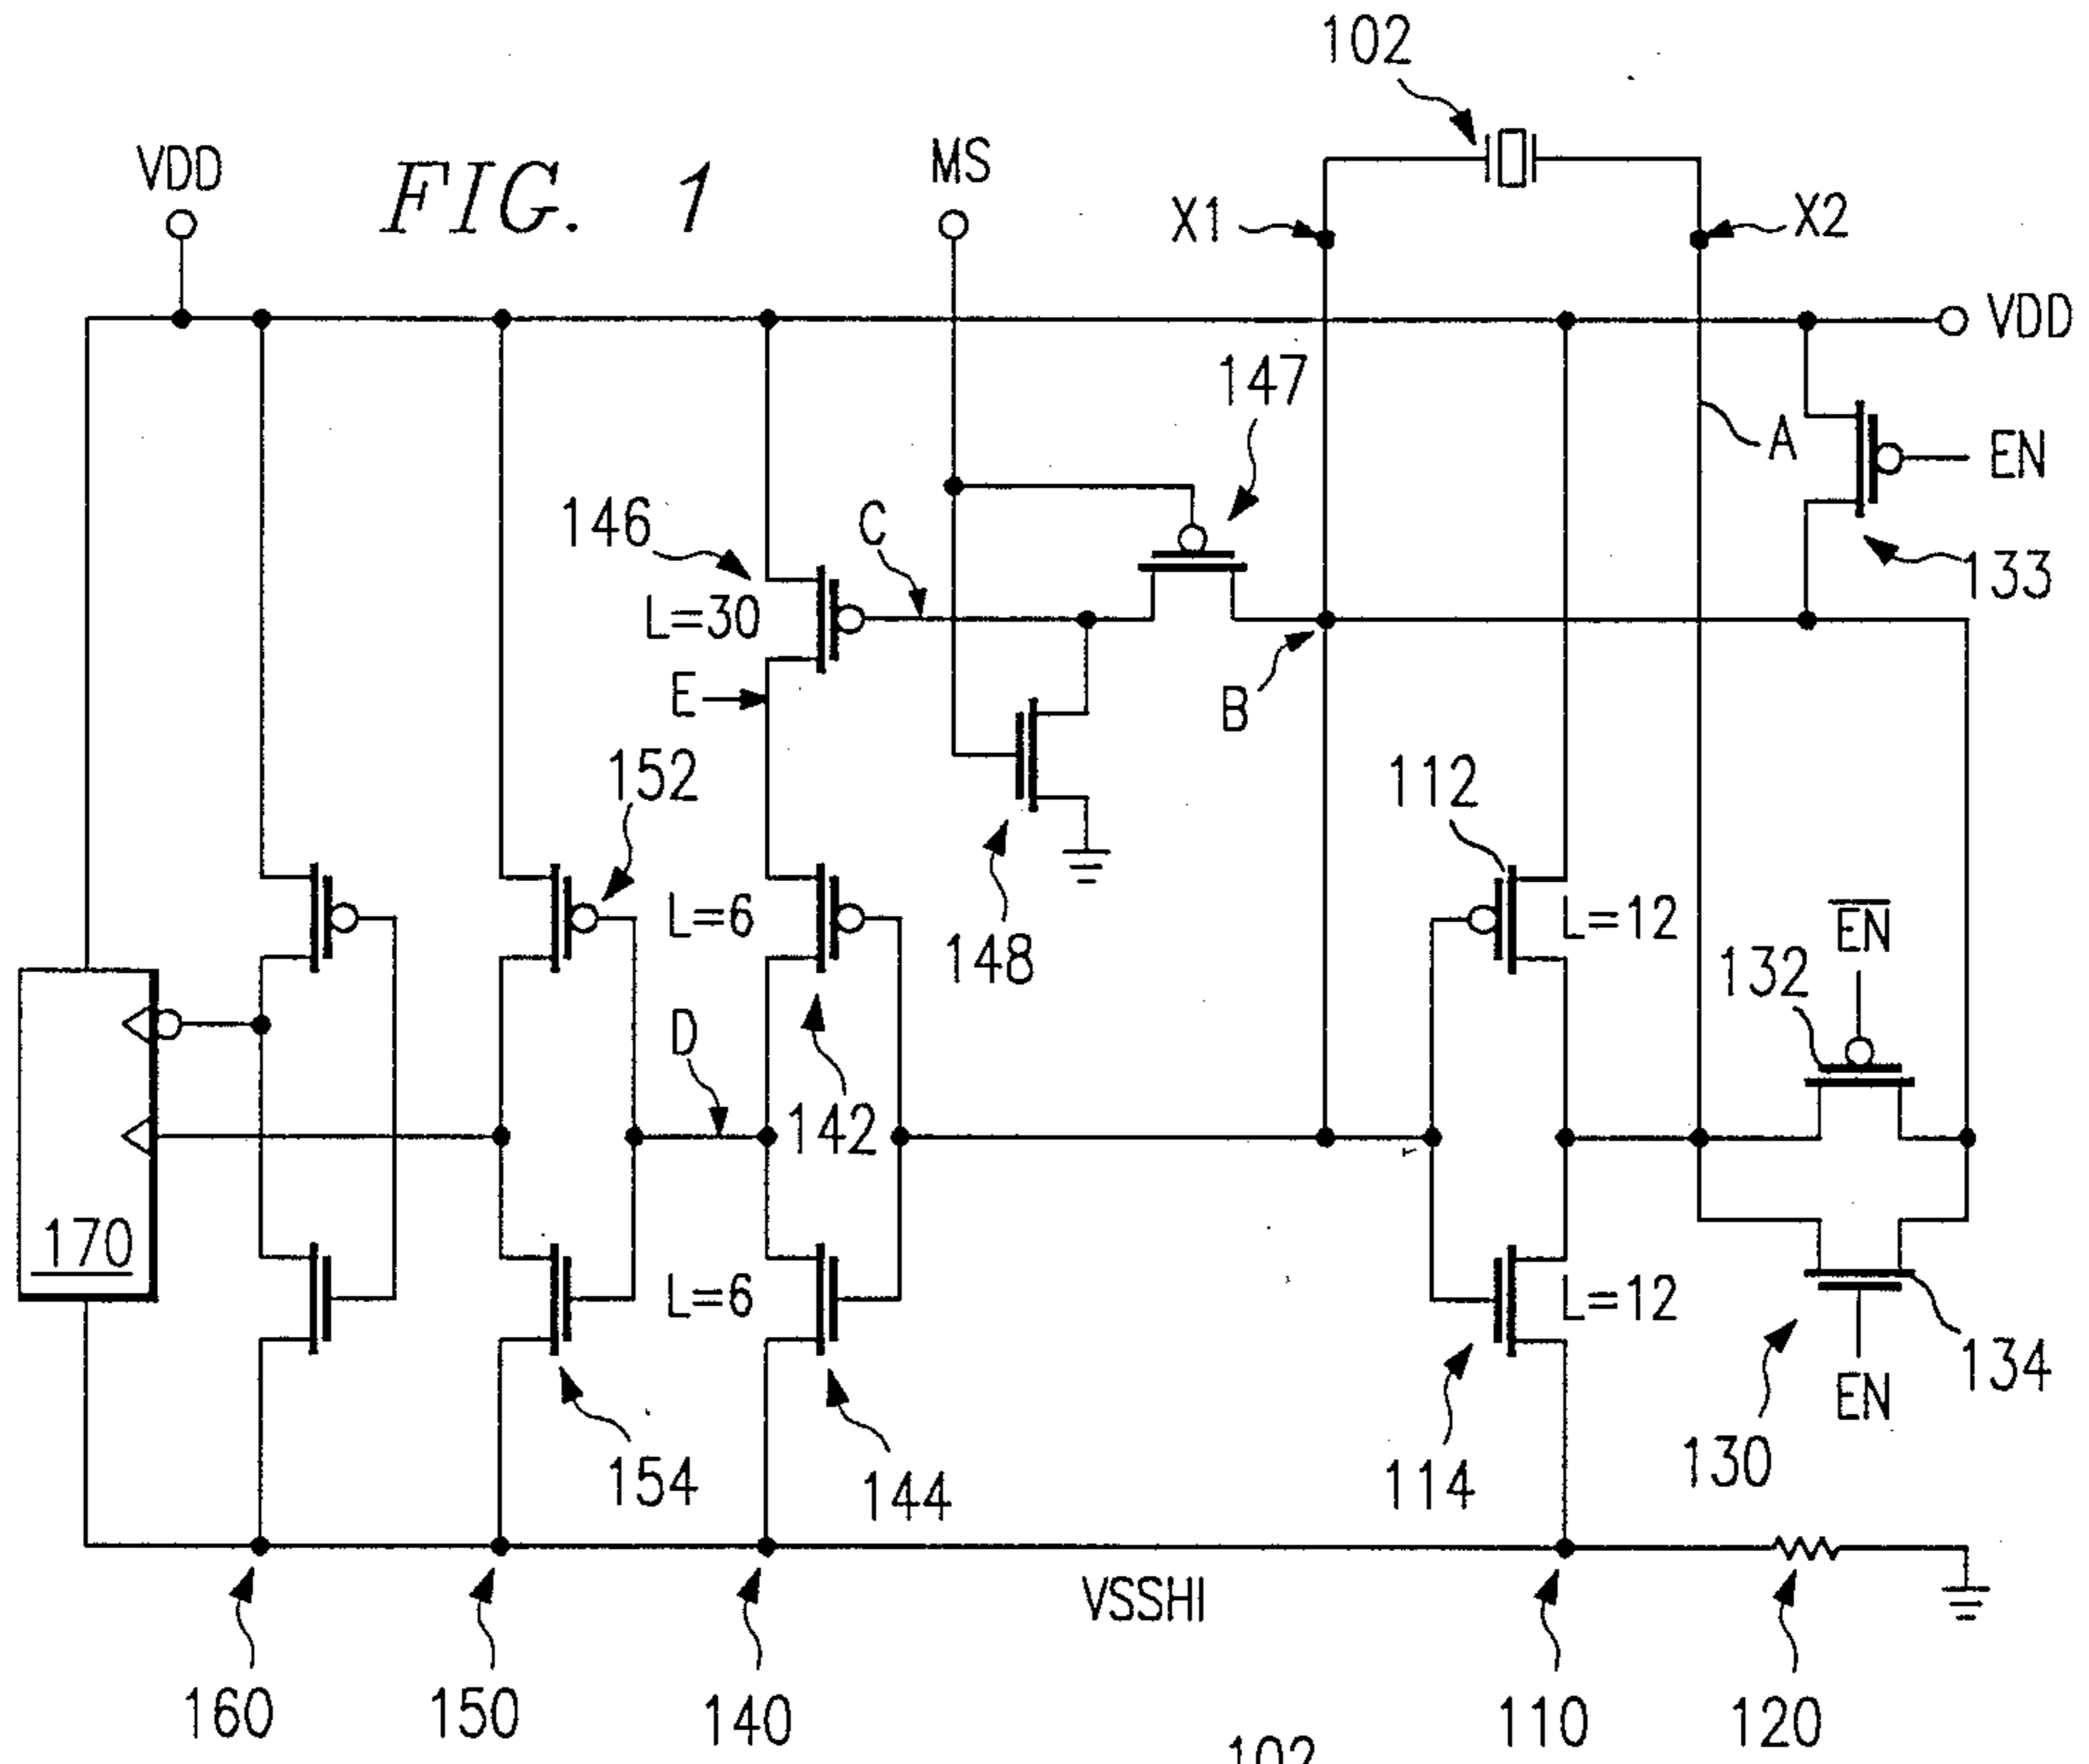 102
VDD
FIG. 1
MS
X1
X2
VDD
147
A
EN
146
C
133
L=30
E
B
152
112
L=6
148
L=12
EN
132
D
142
170
L=6
L=12
134
EN
154
144
114
130
VSSHI
160
150
140
110
120
102